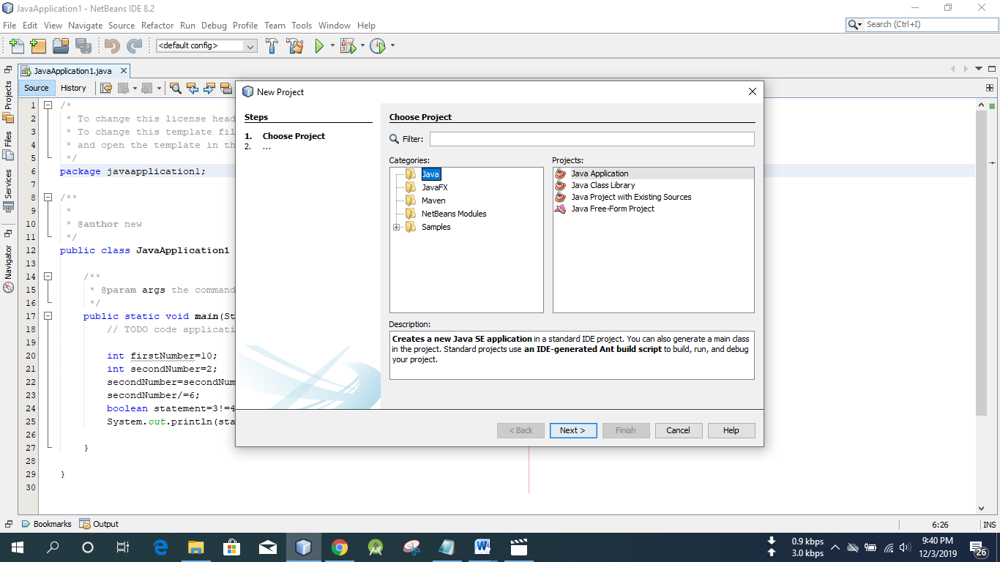 JavaApplication1 - NetBeans IDE 8.2
File Edit View Navigate Source Refactor Run Debug Profile Team Tools Window Help
Search (Ctrl+I)
<default config>
JavaApplication1.java
Source History
Projects
Files
Services
Navigator
1 /*
2 * To change this license head
3 * To change this template fil
4 * and open the template in th
5 */
6 package javaapplication1;
7
8 /**
9 *
10 * @author new
11 */
12 public class JavaApplication1
13
14 /**
15 * @param args the command
16 */
17 public static void main(St
18 // TODO code applicati
19
20 int firstNumber=10;
21 int secondNumber=2;
22 secondNumber=secondNum
23 secondNumber/=6;
24 boolean statement=3!=4
25 System.out.println(sta
26
27 }
28
29 }
30
New Project
Steps
1. Choose Project
2. ...
Choose Project
Filter:
Categories:
Java
JavaFX
Maven
NetBeans Modules
Samples
Projects:
Java Application
Java Class Library
Java Project with Existing Sources
Java Free-Form Project
Description:
Creates a new Java SE application in a standard IDE project. You can also generate a main class
in the project. Standard projects use an IDE-generated Ant build script to build, run, and debug
your project.
< Back Next > Finish Cancel Help
Bookmarks Output
6:26 INS
0.9 kbps
3.0 kbps
9:40 PM
12/3/2019
26